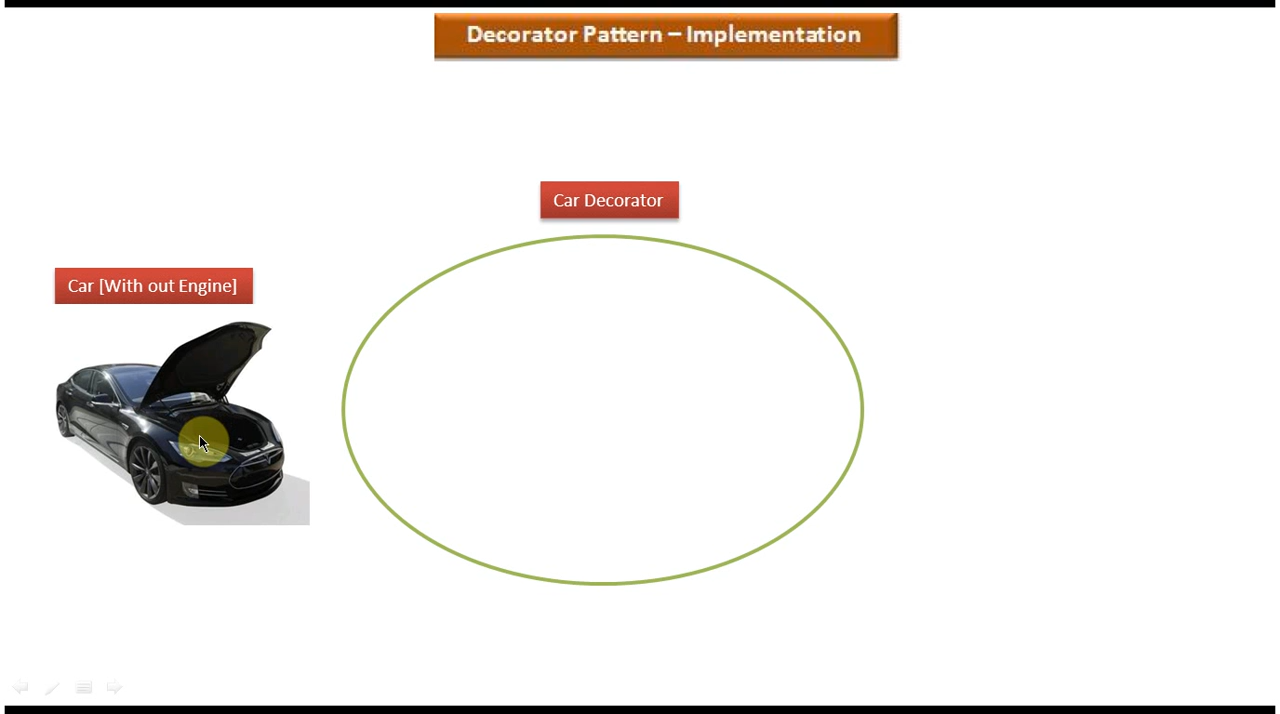 Decorator Pattern – Implementation
Car Decorator
Car [With out Engine]